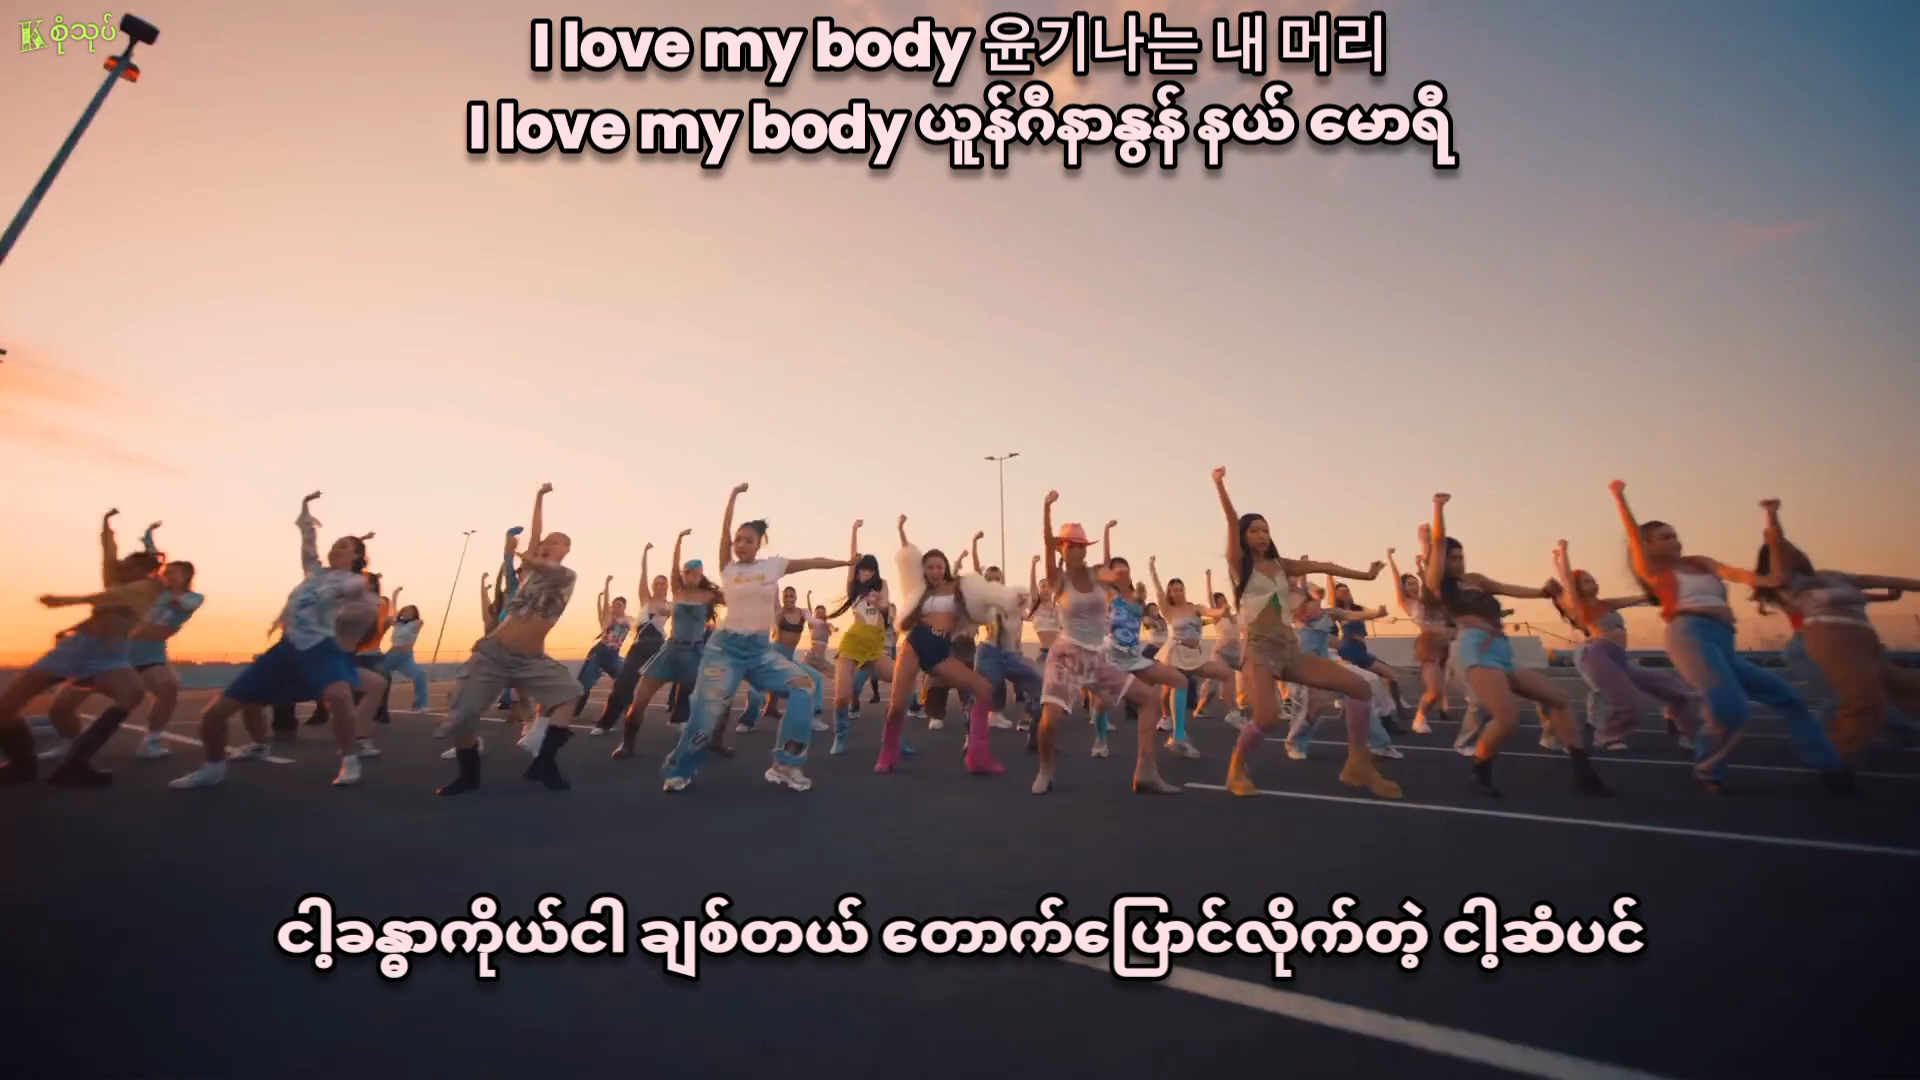 K စုံသုပ်
I love my body 윤기나는 내 머리
I love my body ယူန်ဂီနာနွန် နယ် မောရီ
ငါ့ခန္ဓာကိုယ်ငါ ချစ်တယ် တောက်ပြောင်လိုက်တဲ့ ငါ့ဆံပင်